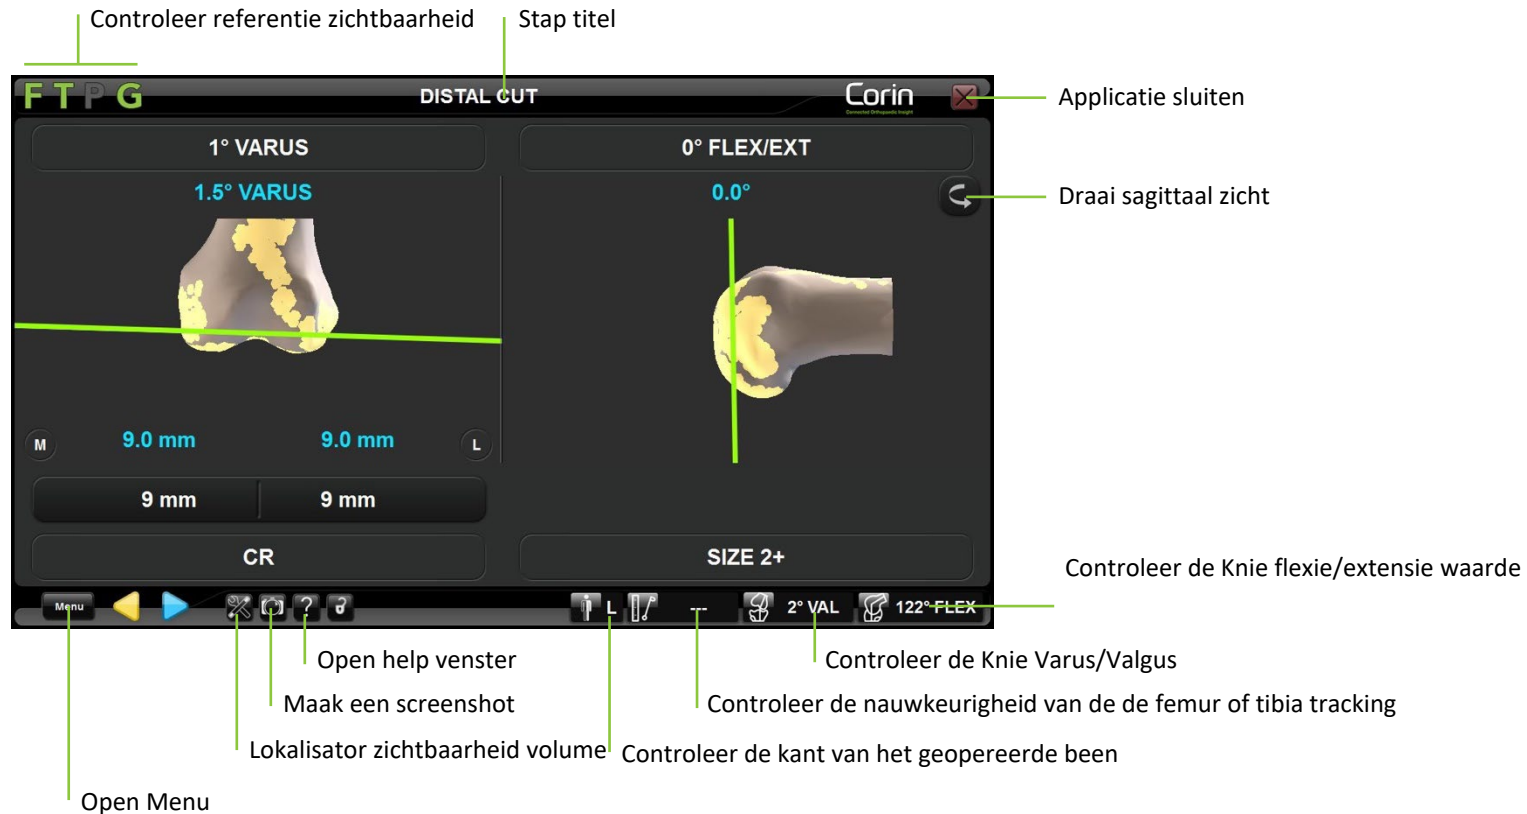 Controleer referentie zichtbaarheid
Stap titel
F T P G
DISTAL CUT
Corin
Connected Orthopaedic Insight
Applicatie sluiten
1° VARUS
0° FLEX/EXT
1.5° VARUS
0.0°
Draai sagittaal zicht
M
9.0 mm
9.0 mm
L
9 mm
9 mm
CR
SIZE 2+
Controleer de Knie flexie/extensie waarde
Menu
?
L
---
2° VAL
122° FLEX
Open help venster
Controleer de Knie Varus/Valgus
Maak een screenshot
Controleer de nauwkeurigheid van de de femur of tibia tracking
Lokalisator zichtbaarheid volume
Controleer de kant van het geopereerde been
Open Menu